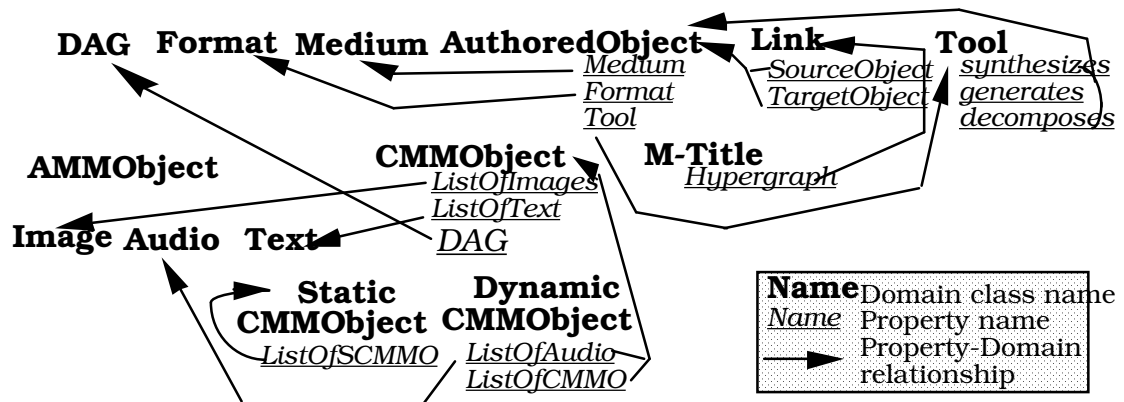 DAG Format Medium AuthoredObject Link Tool
Medium
Format
Tool
SourceObject
TargetObject
synthesizes
generates
decomposes
AMMObject
CMMObject
ListOfImages
ListOfText
DAG
M-Title
Hypergraph
Image Audio Text
Static
CMMObject
ListOfSCMMO
Dynamic
CMMObject
ListOfAudio
ListOfCMMO
Name Domain class name
Name Property name
Property-Domain
relationship